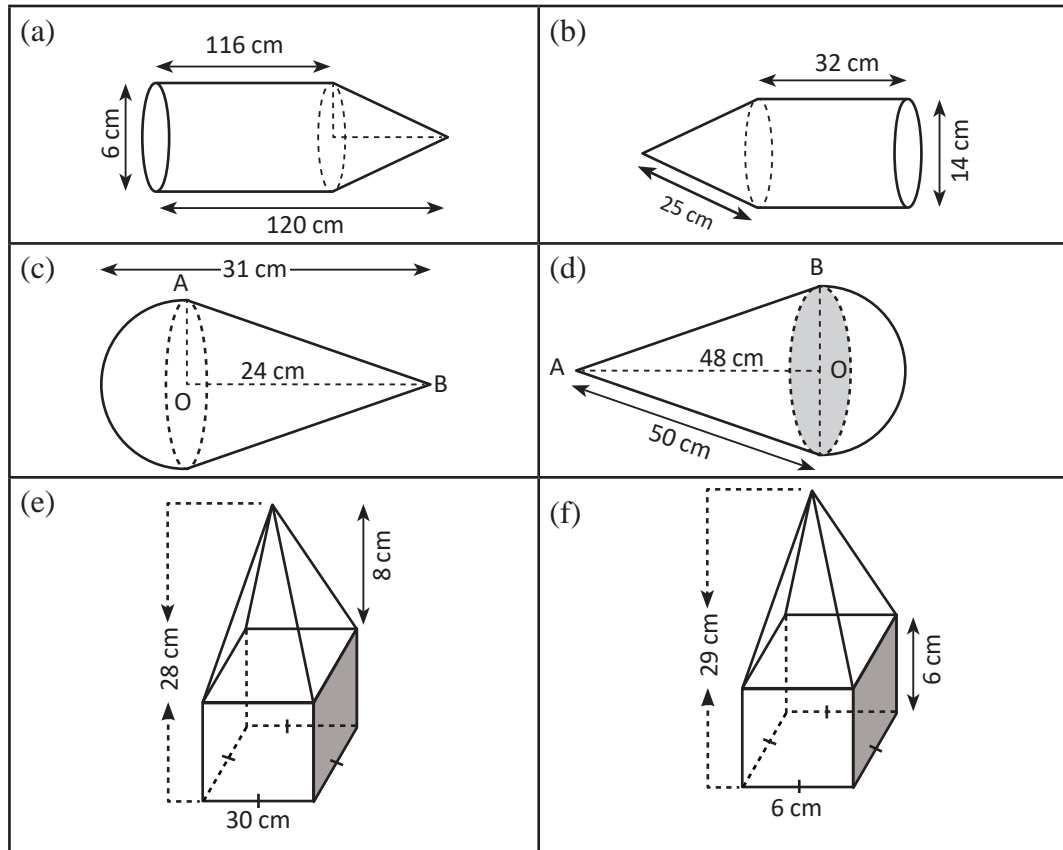 (a)
116 cm
6 cm
120 cm
(b)
32 cm
14 cm
25 cm
(c)
31 cm
A
24 cm
O
B
(d)
B
A
48 cm
O
50 cm
(e)
8 cm
28 cm
30 cm
(f)
29 cm
6 cm
6 cm